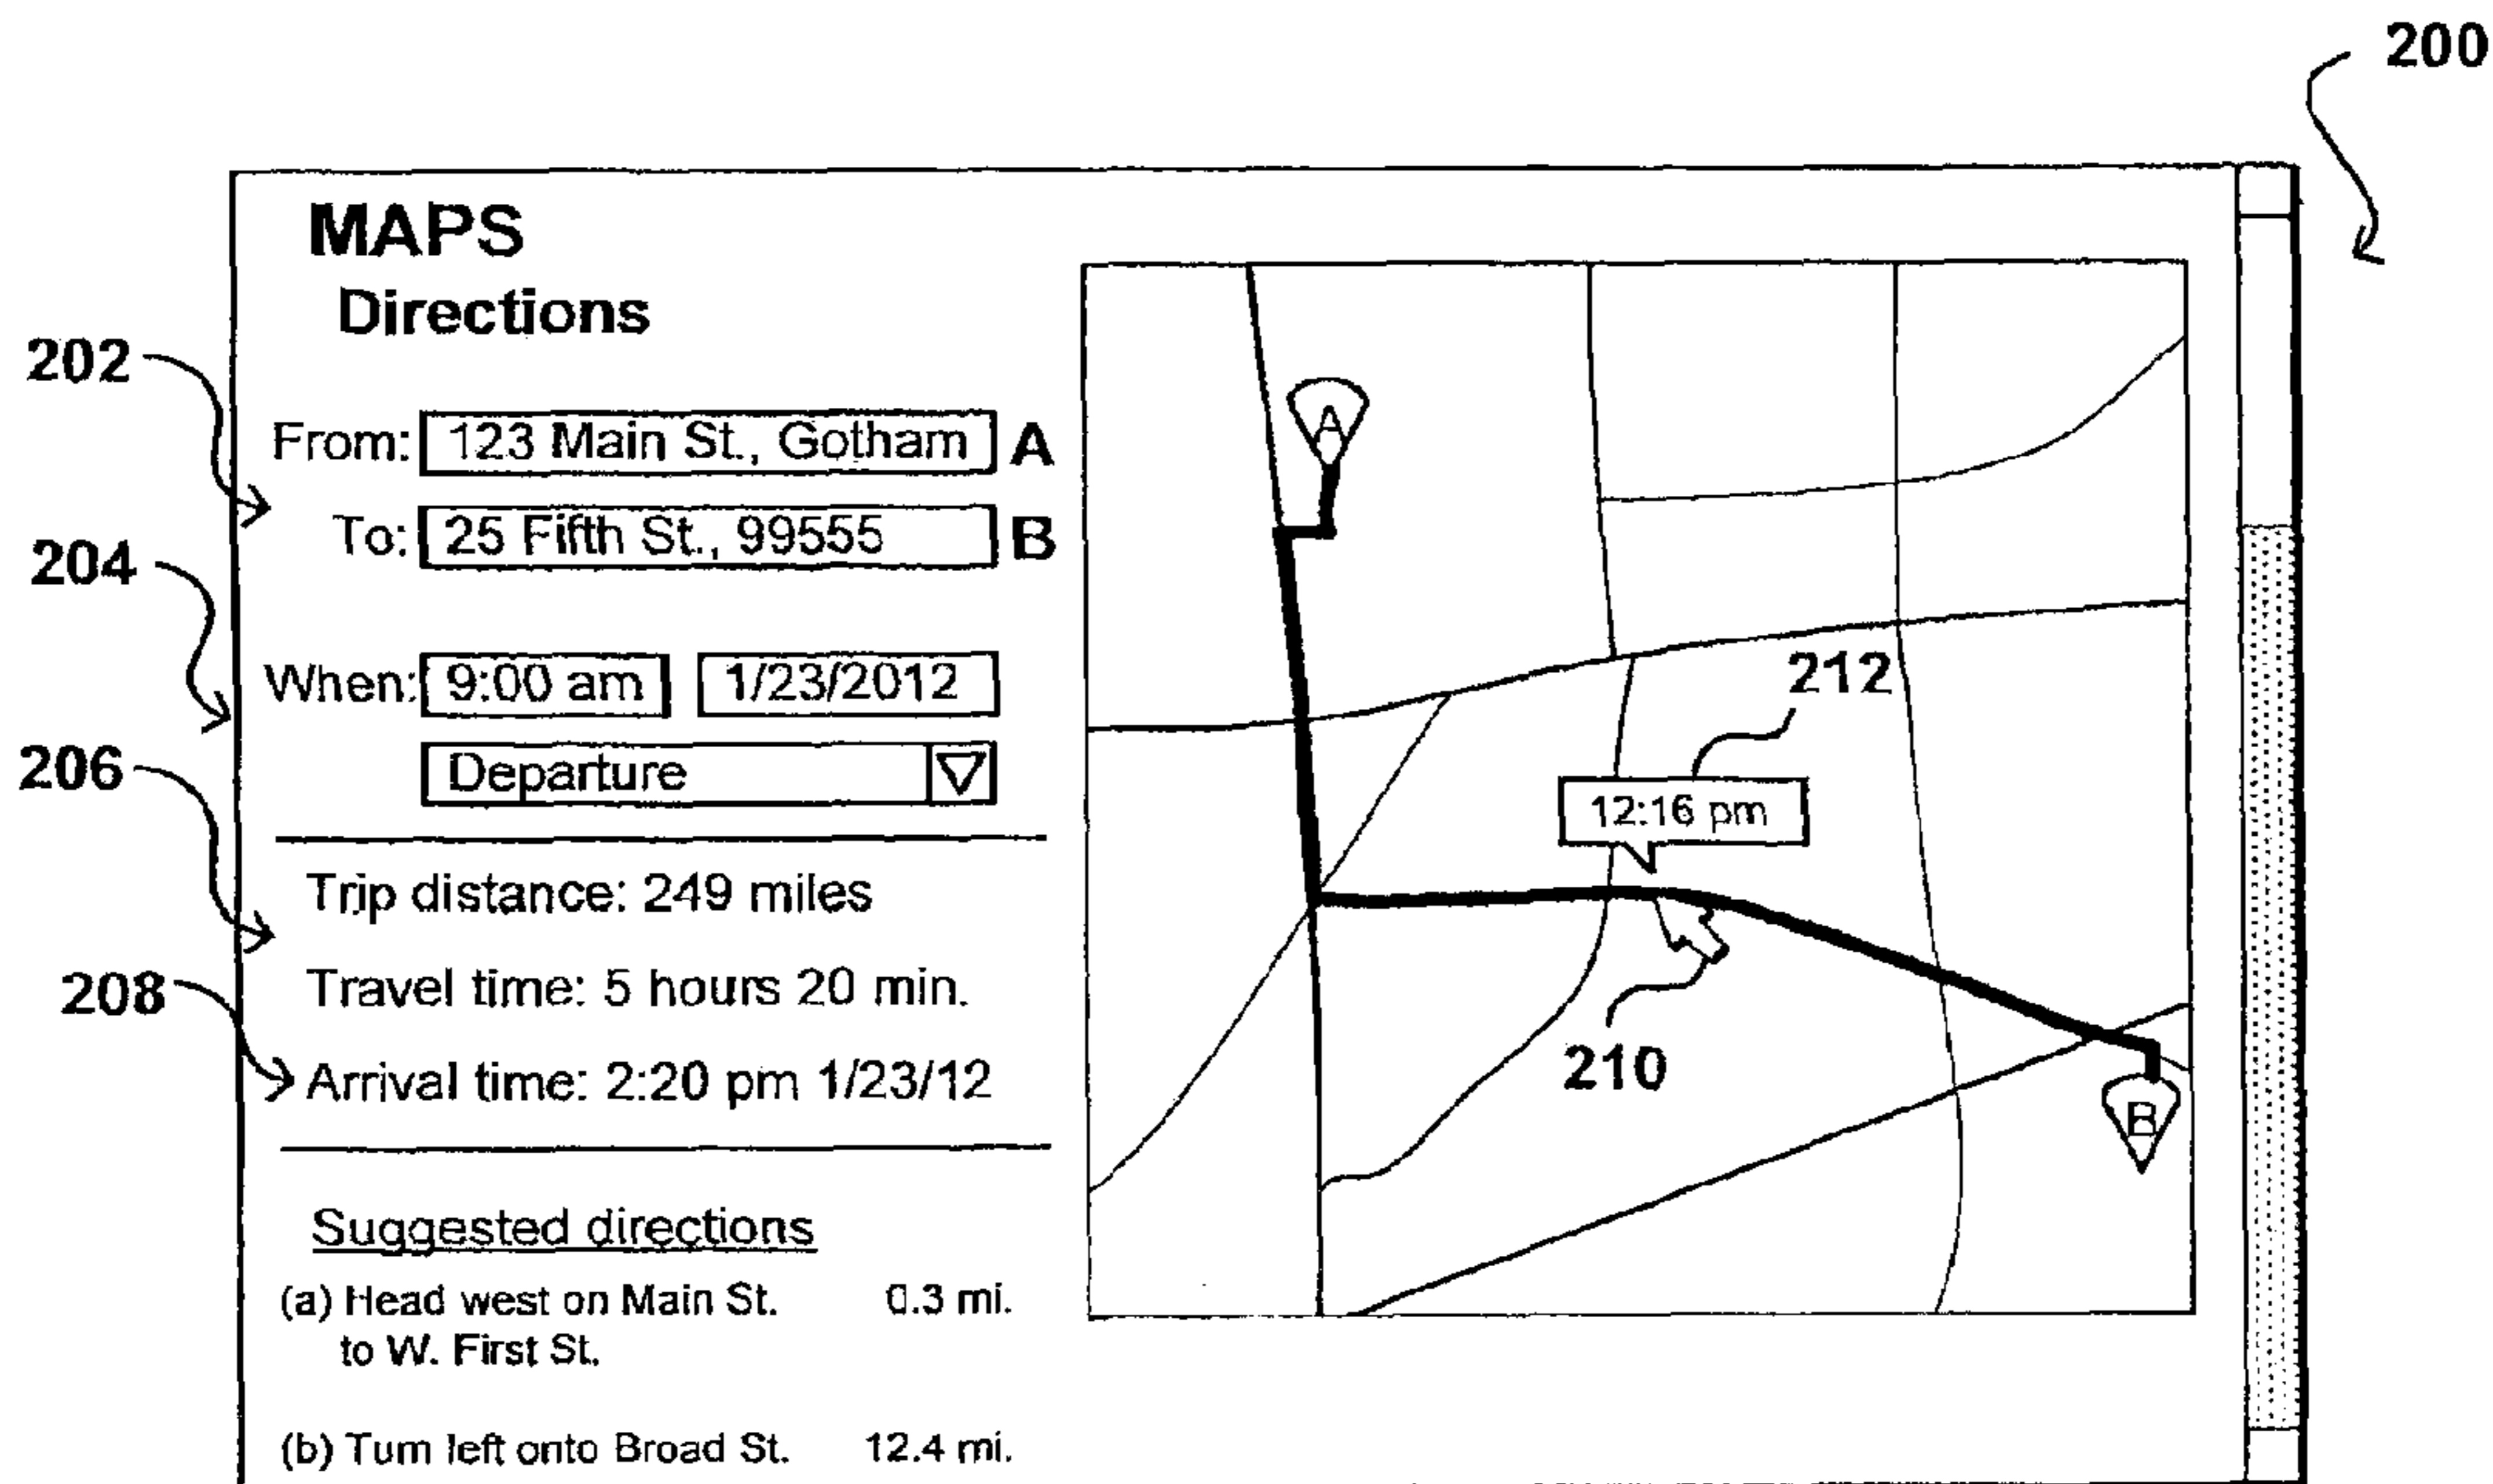 200
MAPS
Directions
202
From: 123 Main St., Gotham A
To: 25 Fifth St., 99555 B
204
When: 9:00 am 1/23/2012
206
Departure
Trip distance: 249 miles
Travel time: 5 hours 20 min.
208
Arrival time: 2:20 pm 1/23/12
Suggested directions
(a) Head west on Main St. 0.3 mi.
to W. First St.
(b) Turn left onto Broad St. 12.4 mi.
A
212
12:16 pm
210
B